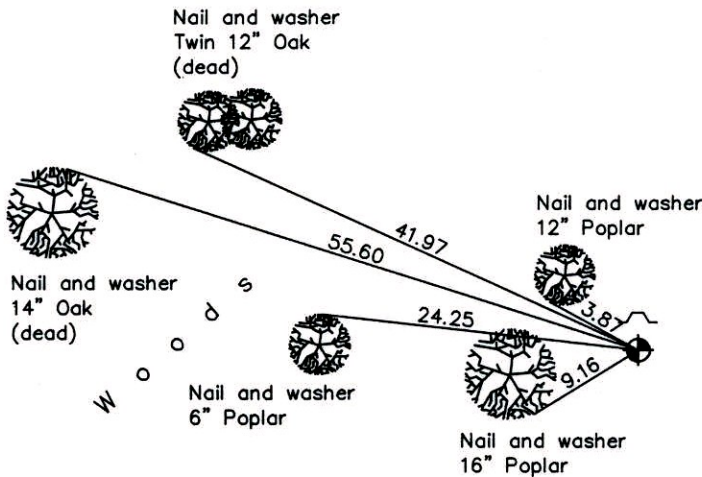 Nail and washer
Twin 12" Oak
(dead)
Nail and washer
12" Poplar
41.97
55.60
3.87
24.25
9.16
Nail and washer
14" Oak
(dead)
Woods
Nail and washer
6" Poplar
Nail and washer
16" Poplar